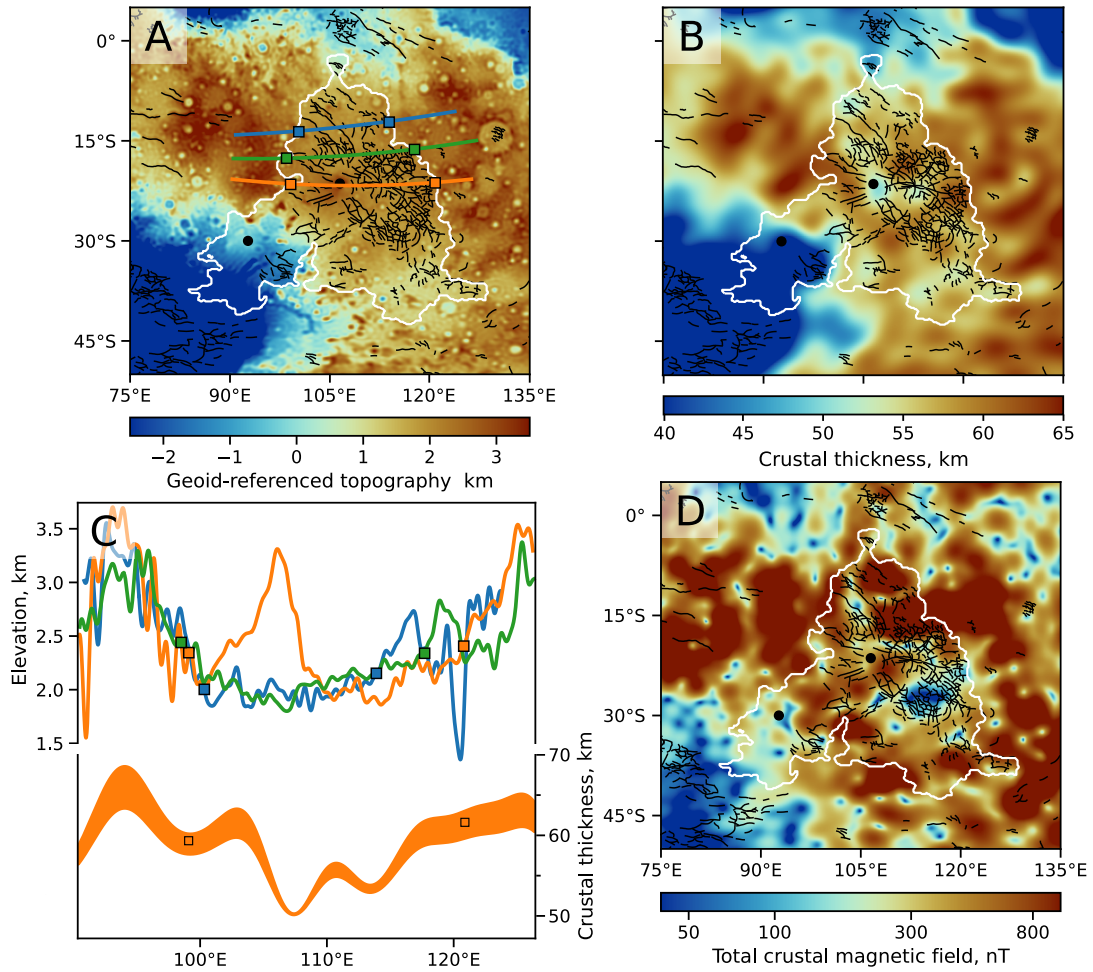 A
B
0°
15°S
30°S
45°S
75°E
90°E
105°E
120°E
135°E
−2
−1
0
1
2
3
Geoid-referenced topography km
40
45
50
55
60
65
Crustal thickness, km
C
3.5
3.0
2.5
2.0
1.5
Elevation, km
70
60
50
Crustal thickness, km
100°E
110°E
120°E
D
0°
15°S
30°S
45°S
75°E
90°E
105°E
120°E
135°E
50
100
300
800
Total crustal magnetic field, nT